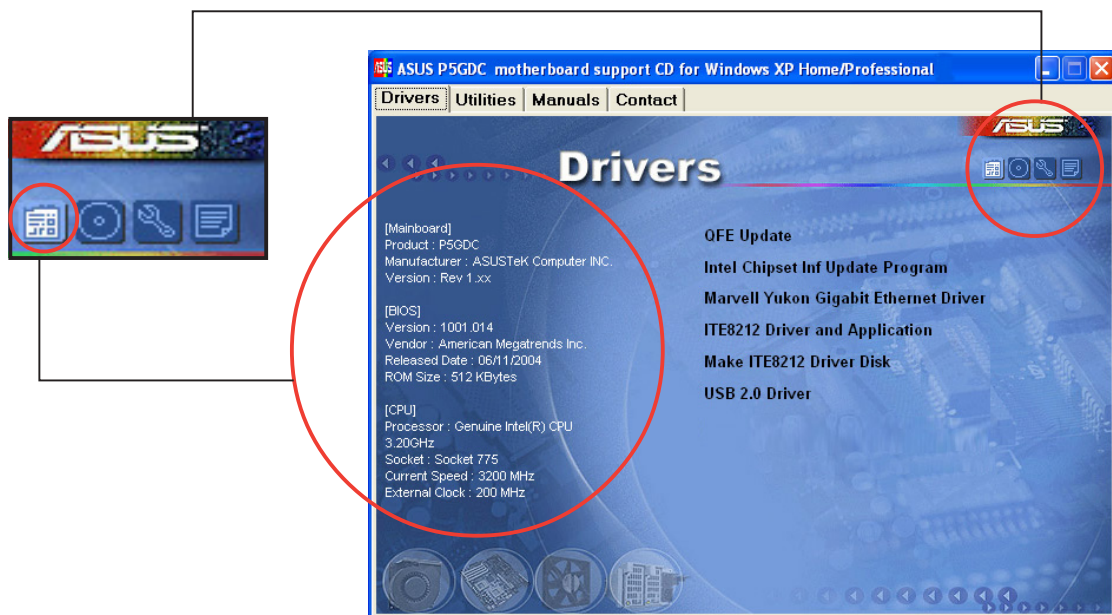 ASUS P5GDC motherboard support CD for Windows XP Home/Professional
Drivers Utilities Manuals Contact
ASUS
ASUS
Drivers
[Mainboard]
Product : P5GDC
Manufacturer : ASUSTeK Computer INC.
Version : Rev 1.xx
[BIOS]
Version : 1001.014
Vendor : American Megatrends Inc.
Released Date : 06/11/2004
ROM Size : 512 KBytes
[CPU]
Processor : Genuine Intel(R) CPU
3.20GHz
Socket : Socket 775
Current Speed : 3200 MHz
External Clock : 200 MHz
QFE Update
Intel Chipset Inf Update Program
Marvell Yukon Gigabit Ethernet Driver
ITE8212 Driver and Application
Make ITE8212 Driver Disk
USB 2.0 Driver